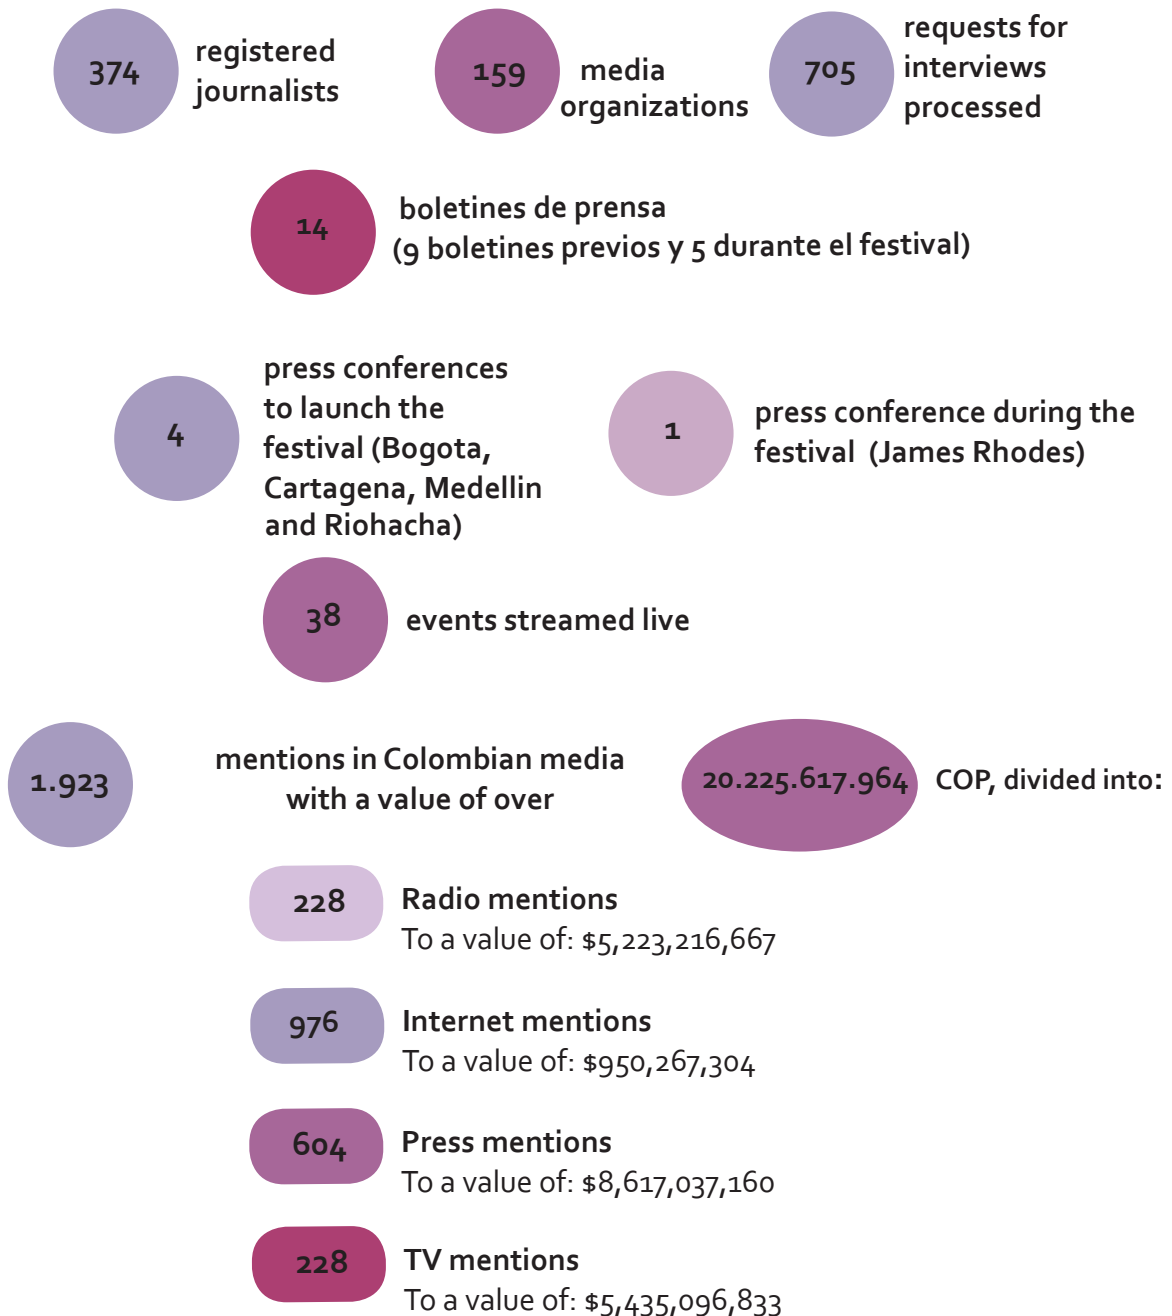 374
registered
journalists
159
media
organizations
705
requests for
interviews
processed
14
boletines de prensa
(9 boletines previos y 5 durante el festival)
4
press conferences
to launch the
festival (Bogota,
Cartagena, Medellin
and Riohacha)
1
press conference during the
festival (James Rhodes)
38
events streamed live
1.923
mentions in Colombian media
with a value of over
20.225.617.964
COP, divided into:
228
Radio mentions
To a value of: $5,223,216,667
976
Internet mentions
To a value of: $950,267,304
604
Press mentions
To a value of: $8,617,037,160
228
TV mentions
To a value of: $5,435,096,833